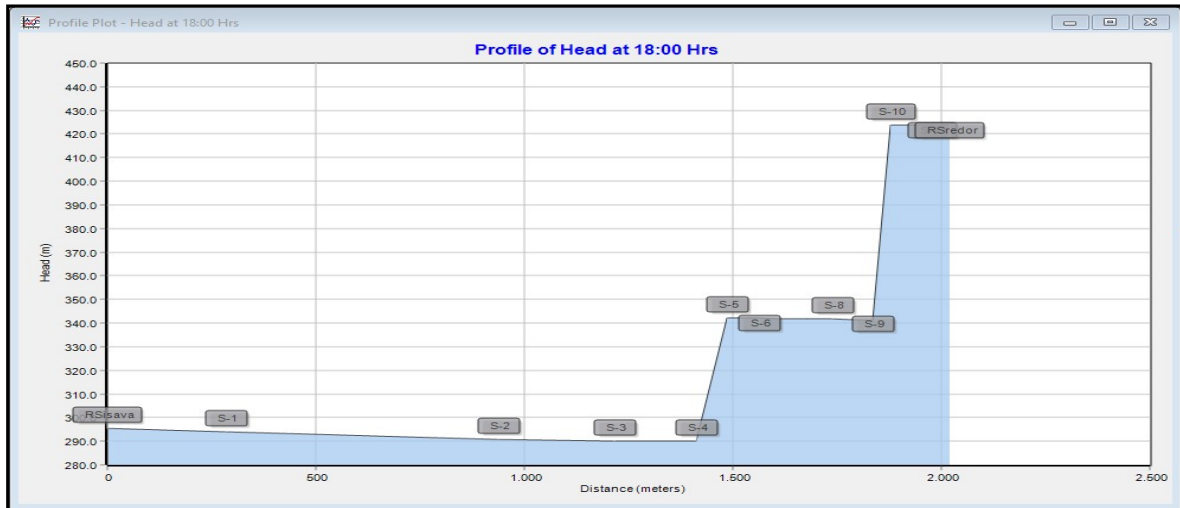 Profile Plot - Head at 18:00 Hrs
Profile of Head at 18:00 Hrs
450.0
440.0
430.0
420.0
410.0
400.0
390.0
380.0
370.0
360.0
350.0
340.0
330.0
320.0
310.0
290.0
280.0
Head (m)
RSisava
S-1
S-2
S-3
S-4
S-5
S-6
S-8
S-9
S-10
RSredor
0
500
1.000
1.500
2.000
2.500
Distance (meters)